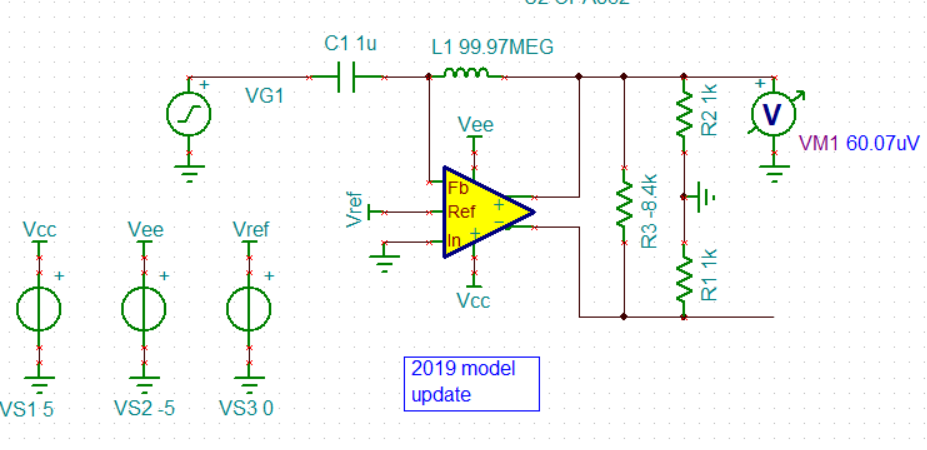 C1 1u
L1 99.97MEG
VG1
Vee
R2 1k
V
VM1 60.07uV
Fb
Vref
Ref
In
R3 -8.4k
Vcc
Vee
Vref
R1 1k
Vcc
2019 model
update
VS1 5
VS2 -5
VS3 0